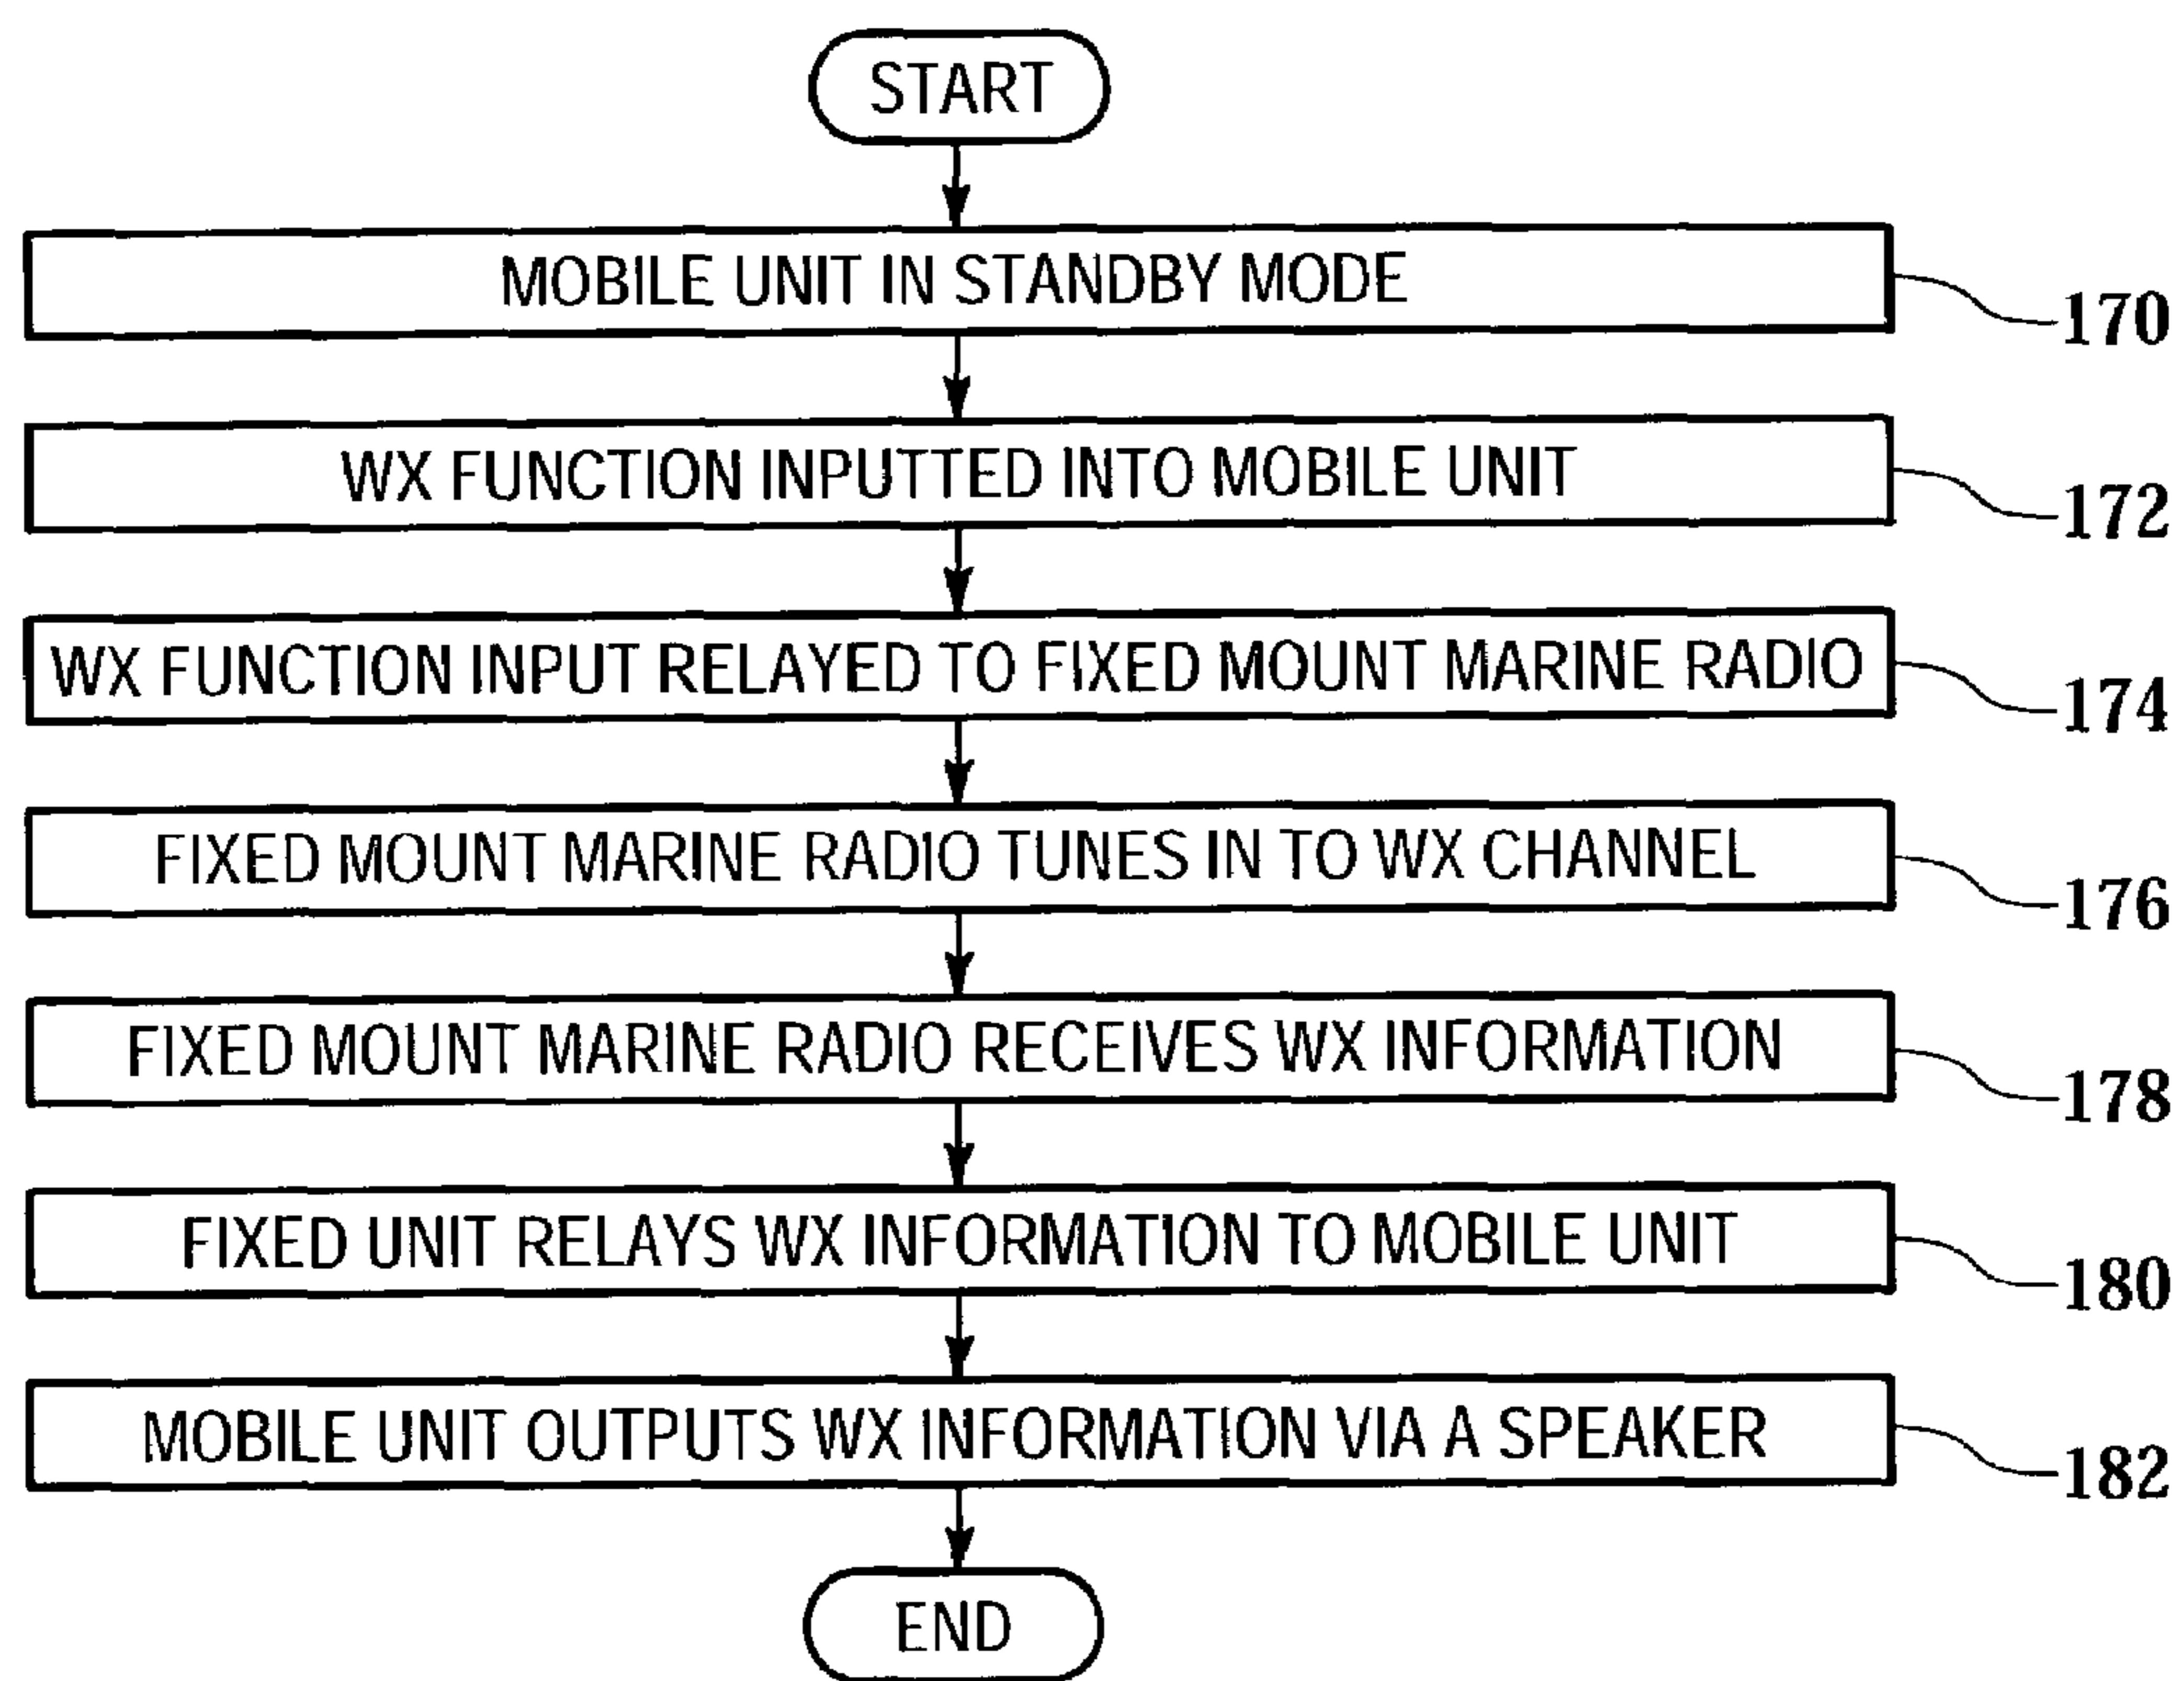 START
MOBILE UNIT IN STANDBY MODE
170
WX FUNCTION INPUTTED INTO MOBILE UNIT
172
WX FUNCTION INPUT RELAYED TO FIXED MOUNT MARINE RADIO
174
FIXED MOUNT MARINE RADIO TUNES IN TO WX CHANNEL
176
FIXED MOUNT MARINE RADIO RECEIVES WX INFORMATION
178
FIXED UNIT RELAYS WX INFORMATION TO MOBILE UNIT
180
MOBILE UNIT OUTPUTS WX INFORMATION VIA A SPEAKER
182
END